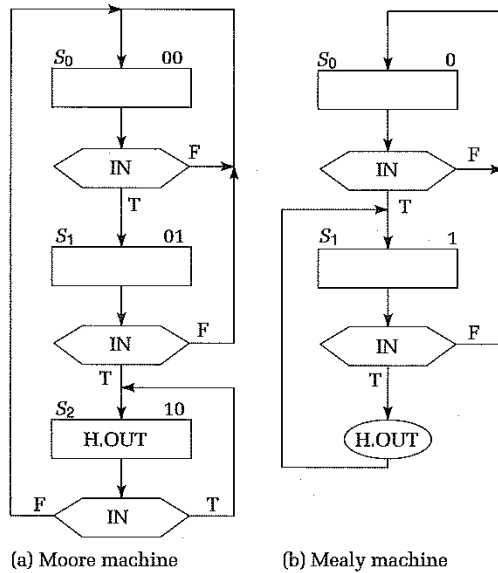 S₀ 00
IN
F
T
S₁ 01
IN
F
T
S₂ 10
H.OUT
F
IN
T
(a) Moore machine
S₀ 0
IN
F
T
S₁ 1
IN
F
T
H.OUT
(b) Mealy machine